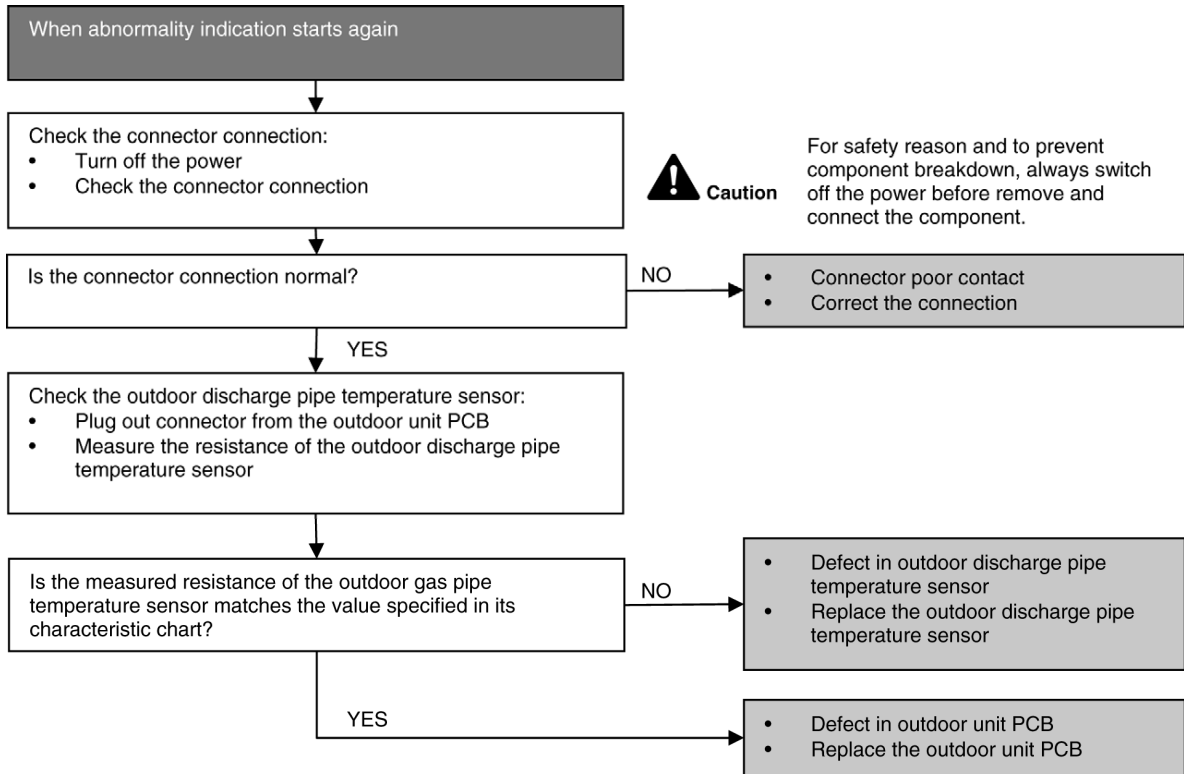 When abnormality indication starts again
Check the connector connection:
• Turn off the power
• Check the connector connection
Caution
For safety reason and to prevent
component breakdown, always switch
off the power before remove and
connect the component.
Is the connector connection normal?
NO
• Connector poor contact
• Correct the connection
YES
Check the outdoor discharge pipe temperature sensor:
• Plug out connector from the outdoor unit PCB
• Measure the resistance of the outdoor discharge pipe
temperature sensor
Is the measured resistance of the outdoor gas pipe
temperature sensor matches the value specified in its
characteristic chart?
NO
• Defect in outdoor discharge pipe
temperature sensor
• Replace the outdoor discharge pipe
temperature sensor
YES
• Defect in outdoor unit PCB
• Replace the outdoor unit PCB